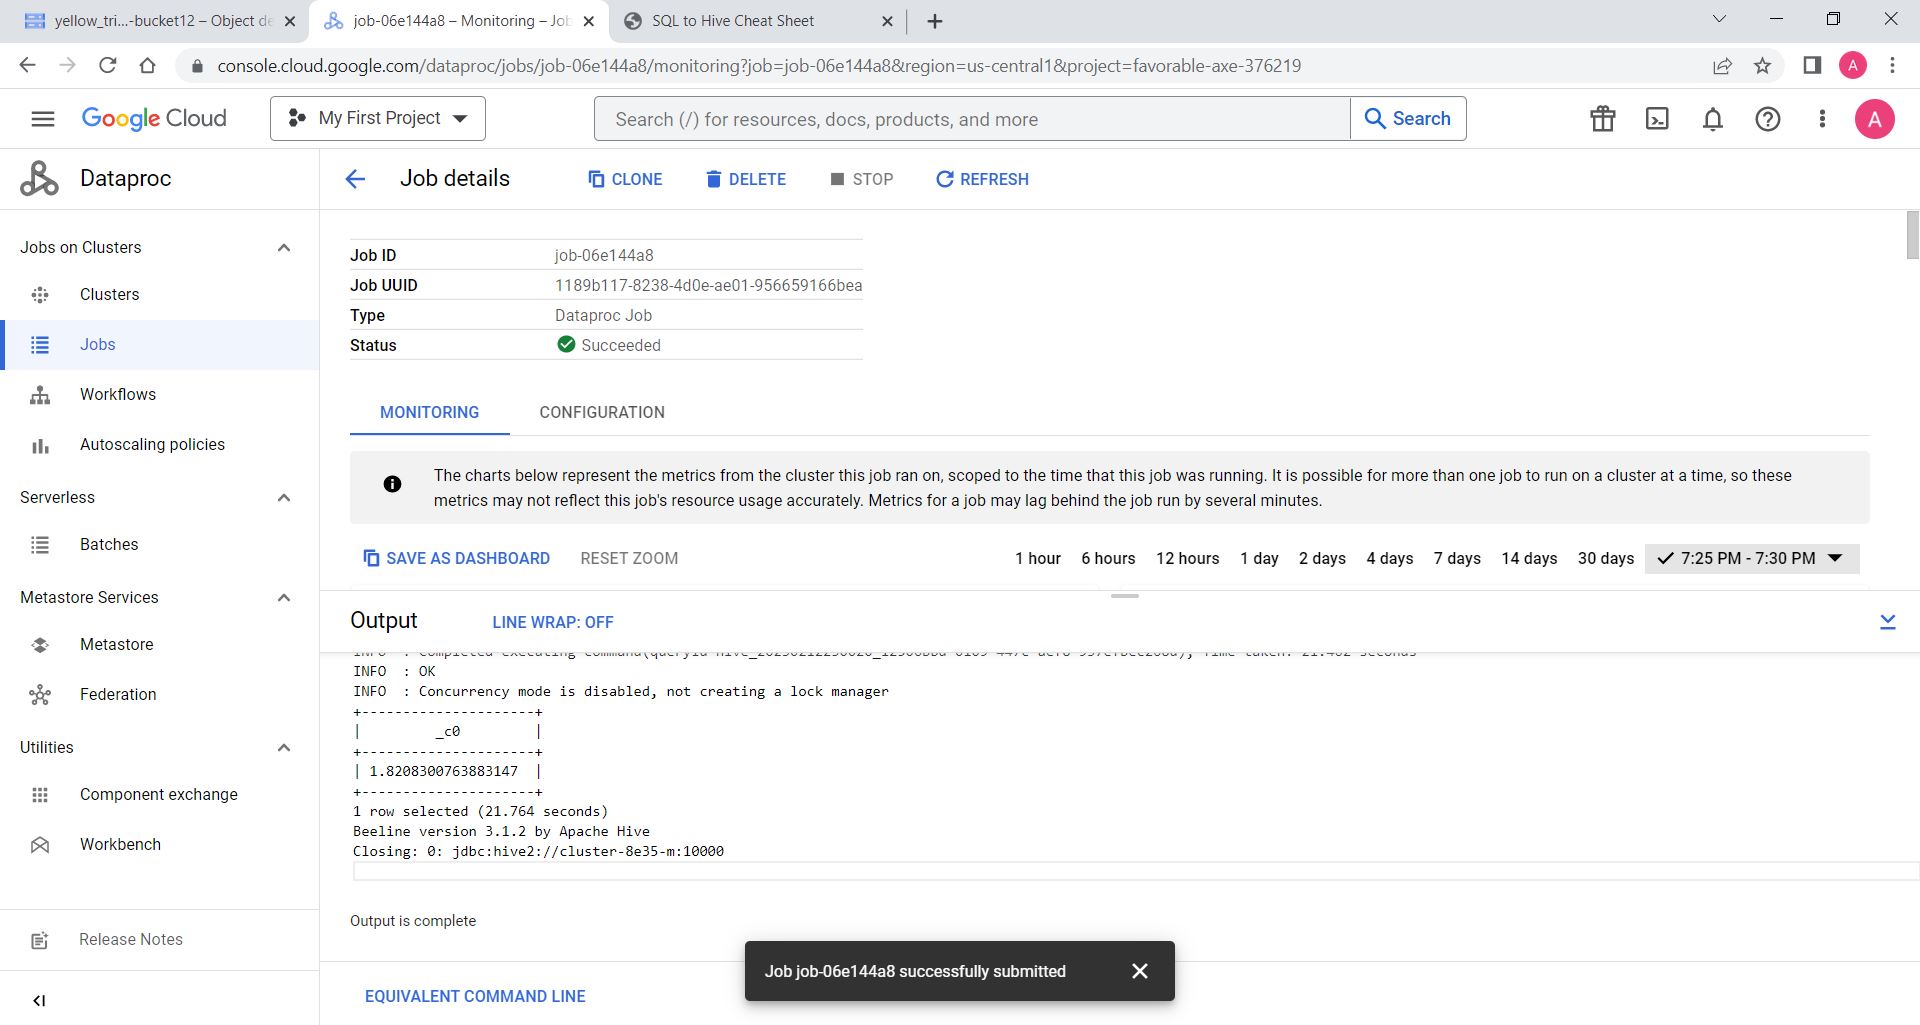 yellow_tri...-bucket12 – Object de
job-06e144a8 – Monitoring – Job
SQL to Hive Cheat Sheet
console.cloud.google.com/dataproc/jobs/job-06e144a8/monitoring?job=job-06e144a8&region=us-central1&project=favorable-axe-376219
A
Google Cloud
My First Project
Search (/) for resources, docs, products, and more
Search
A
Dataproc
Job details
CLONE
DELETE
STOP
REFRESH
Jobs on Clusters
Clusters
Jobs
Workflows
Autoscaling policies
Serverless
Batches
Metastore Services
Metastore
Federation
Utilities
Component exchange
Workbench
Release Notes
Job ID job-06e144a8
Job UUID 1189b117-8238-4d0e-ae01-956659166bea
Type Dataproc Job
Status Succeeded
MONITORING
CONFIGURATION
The charts below represent the metrics from the cluster this job ran on, scoped to the time that this job was running. It is possible for more than one job to run on a cluster at a time, so these
metrics may not reflect this job's resource usage accurately. Metrics for a job may lag behind the job run by several minutes.
SAVE AS DASHBOARD
RESET ZOOM
1 hour 6 hours 12 hours 1 day 2 days 4 days 7 days 14 days 30 days 7:25 PM - 7:30 PM
Output
LINE WRAP: OFF
INFO : OK
INFO : Concurrency mode is disabled, not creating a lock manager
+---------------------+
| _c0 |
+---------------------+
| 1.8208300763883147 |
+---------------------+
1 row selected (21.764 seconds)
Beeline version 3.1.2 by Apache Hive
Closing: 0: jdbc:hive2://cluster-8e35-m:10000
Output is complete
Job job-06e144a8 successfully submitted
EQUIVALENT COMMAND LINE